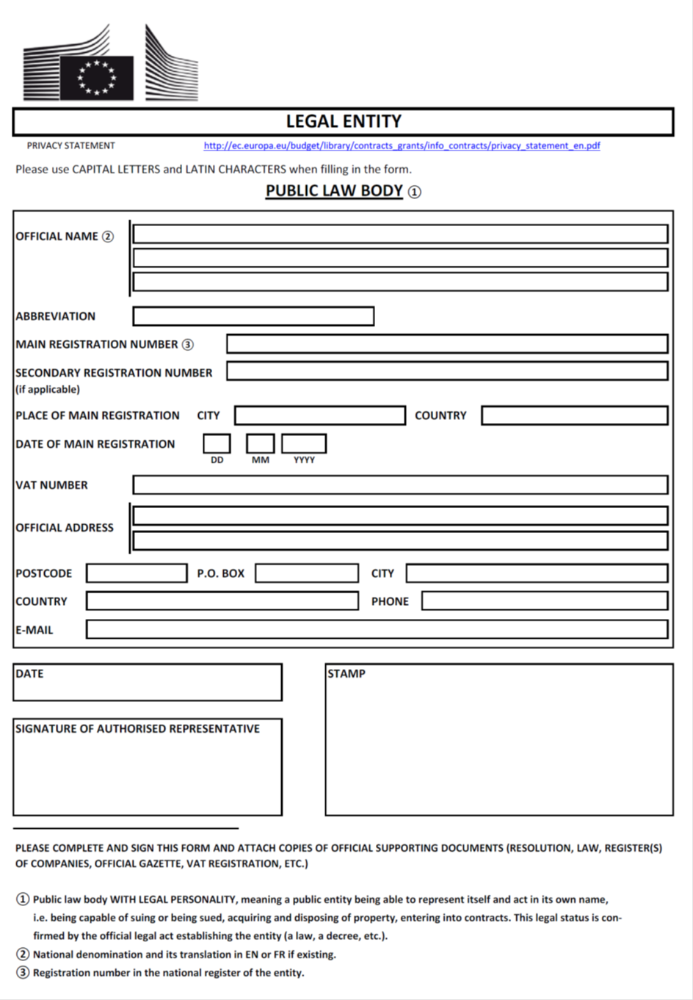 LEGAL ENTITY
PRIVACY STATEMENT http://ec.europa.eu/budget/library/contracts_grants/info_contracts/privacy_statement_en.pdf
Please use CAPITAL LETTERS and LATIN CHARACTERS when filling in the form.
PUBLIC LAW BODY ①
OFFICIAL NAME ②
ABBREVIATION
MAIN REGISTRATION NUMBER ③
SECONDARY REGISTRATION NUMBER
(if applicable)
PLACE OF MAIN REGISTRATION CITY COUNTRY
DATE OF MAIN REGISTRATION
DD MM YYYY
VAT NUMBER
OFFICIAL ADDRESS
POSTCODE P.O. BOX CITY
COUNTRY PHONE
E-MAIL
DATE STAMP
SIGNATURE OF AUTHORISED REPRESENTATIVE
PLEASE COMPLETE AND SIGN THIS FORM AND ATTACH COPIES OF OFFICIAL SUPPORTING DOCUMENTS (RESOLUTION, LAW, REGISTER(S)
OF COMPANIES, OFFICIAL GAZETTE, VAT REGISTRATION, ETC.)
① Public law body WITH LEGAL PERSONALITY, meaning a public entity being able to represent itself and act in its own name,
i.e. being capable of suing or being sued, acquiring and disposing of property, entering into contracts. This legal status is con-
firmed by the official legal act establishing the entity (a law, a decree, etc.).
② National denomination and its translation in EN or FR if existing.
③ Registration number in the national register of the entity.